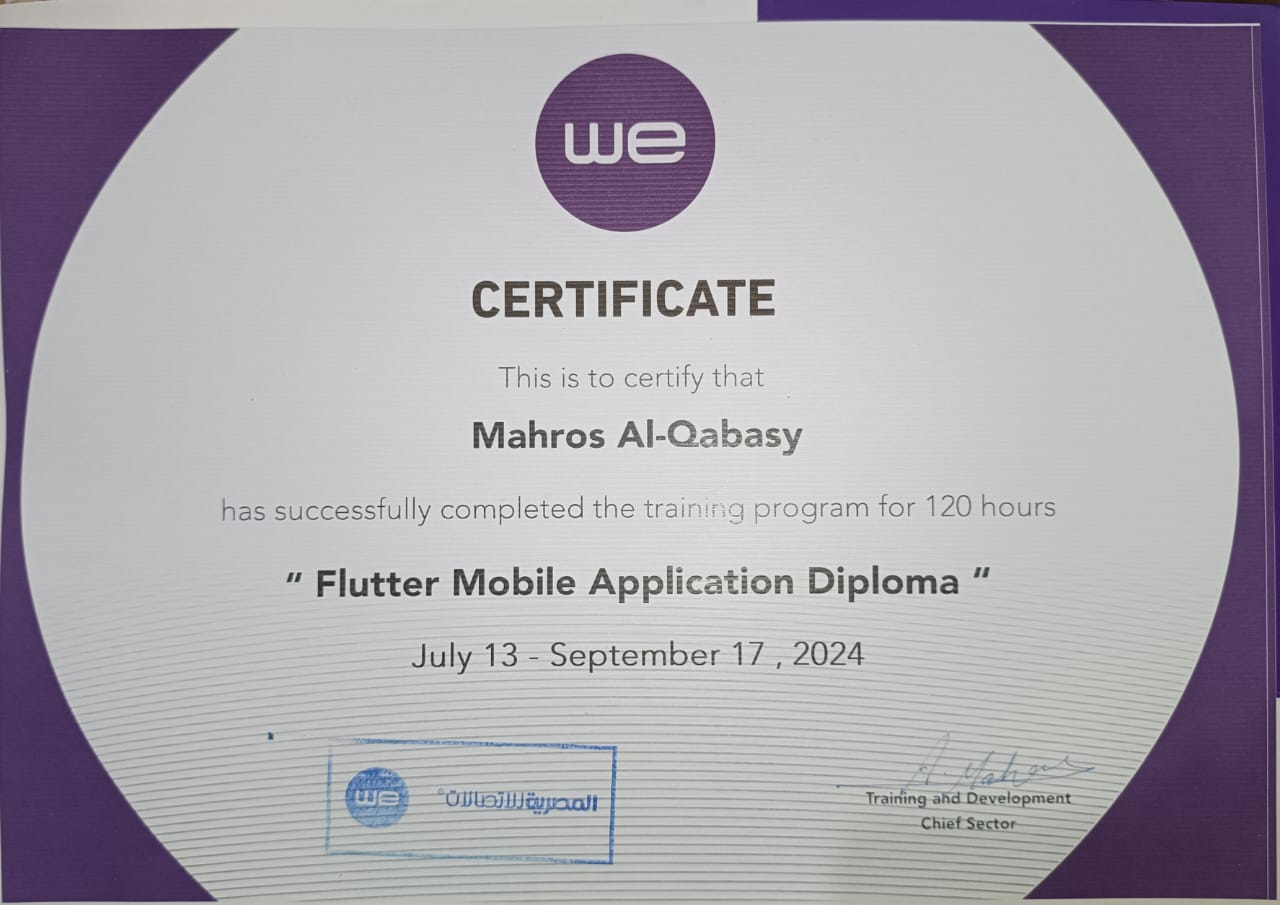 we
CERTIFICATE
This is to certify that
Mahros Al-Qabasy
has successfully completed the training program for 120 hours
" Flutter Mobile Application Diploma "
July 13 - September 17 , 2024
we المصرية للاتصالات
Training and Development
Chief Sector